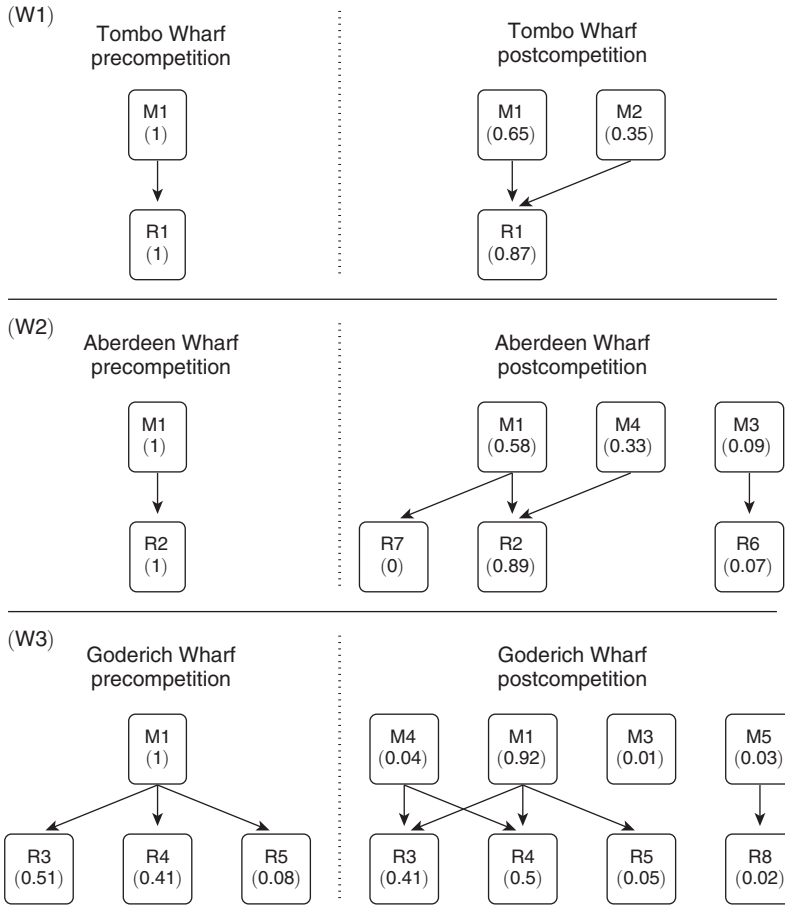 (W1)
Tombo Wharf
precompetition
Tombo Wharf
postcompetition
M1
(1)
R1
(1)
M1
(0.65)
M2
(0.35)
R1
(0.87)
(W2)
Aberdeen Wharf
precompetition
Aberdeen Wharf
postcompetition
M1
(1)
R2
(1)
M1
(0.58)
M4
(0.33)
M3
(0.09)
R7
(0)
R2
(0.89)
R6
(0.07)
(W3)
Goderich Wharf
precompetition
Goderich Wharf
postcompetition
M1
(1)
R3
(0.51)
R4
(0.41)
R5
(0.08)
M4
(0.04)
M1
(0.92)
M3
(0.01)
M5
(0.03)
R3
(0.41)
R4
(0.5)
R5
(0.05)
R8
(0.02)